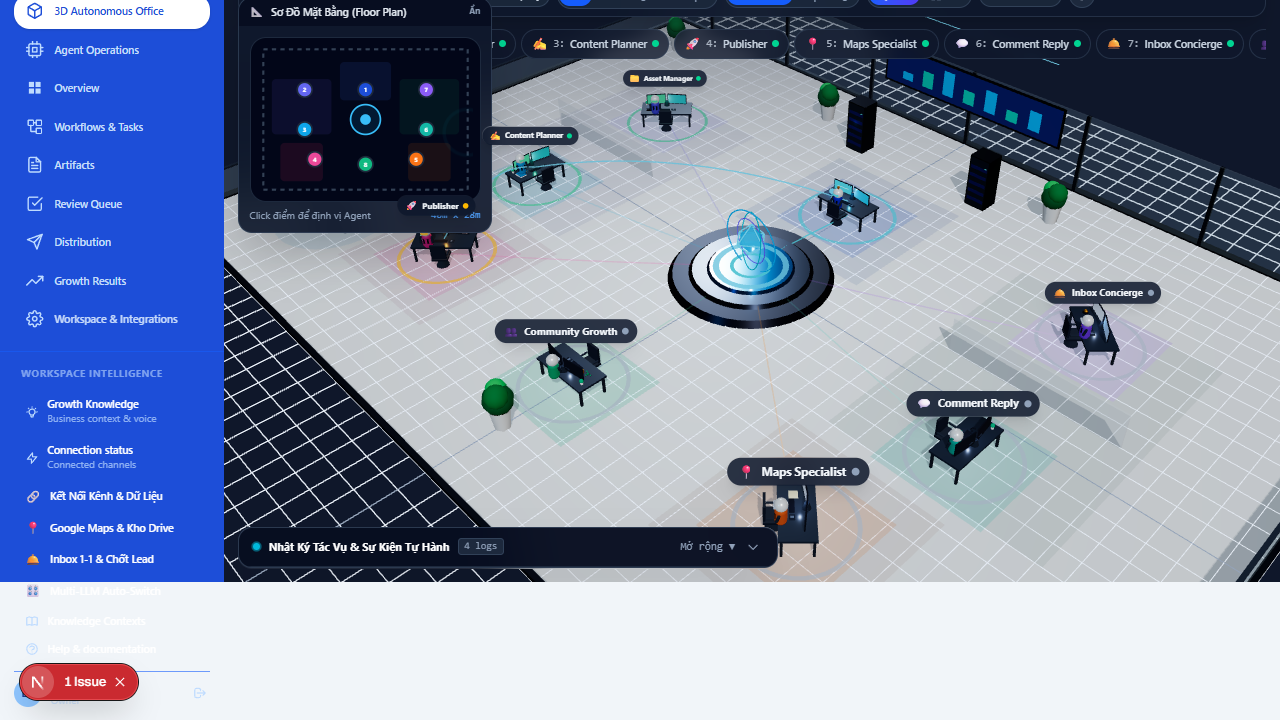 3D Autonomous Office
Agent Operations
Overview
Workflows & Tasks
Artifacts
Review Queue
Distribution
Growth Results
Workspace & Integrations
WORKSPACE INTELLIGENCE
Growth Knowledge
Business context & voice
Connection status
Connected channels
Kết Nối Kênh & Dữ Liệu
Google Maps & Kho Drive
Inbox 1-1 & Chốt Lead
Multi-LLM Auto-Switch
Knowledge Contexts
Help & documentation
1 Issue
Sơ Đồ Mặt Bằng (Floor Plan)
Ẩn
2
1
7
3
6
4
8
5
Click điểm để định vị Agent
3: Content Planner
4: Publisher
5: Maps Specialist
6: Comment Reply
7: Inbox Concierge
Asset Manager
Content Planner
Publisher
Inbox Concierge
Community Growth
Comment Reply
Maps Specialist
Nhật Ký Tác Vụ & Sự Kiện Tự Hành
4 logs
Mở rộng ▼